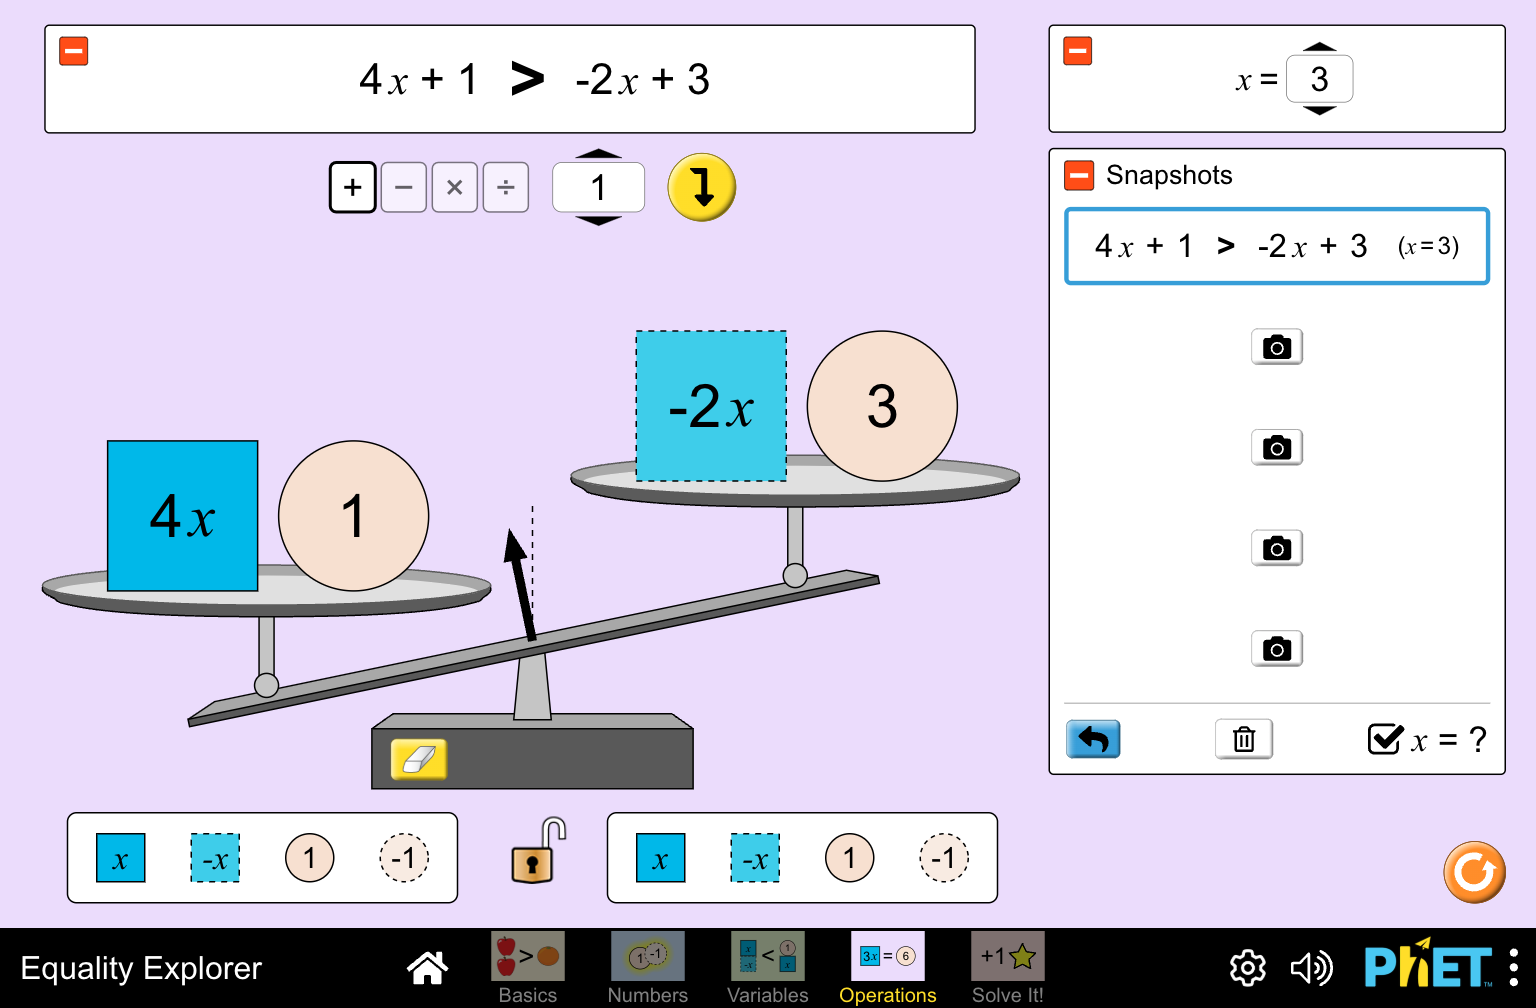 4x + 1 > -2x + 3
x = 3
+ − × ÷ 1
Snapshots
4x + 1 > -2x + 3 (x = 3)
-2x 3
4x 1
x = ?
x -x 1 -1
x -x 1 -1
Equality Explorer
> 
1 -1
x -x < 1 x
3x = 6
+1
Basics
Numbers
Variables
Operations
Solve It!
PhET